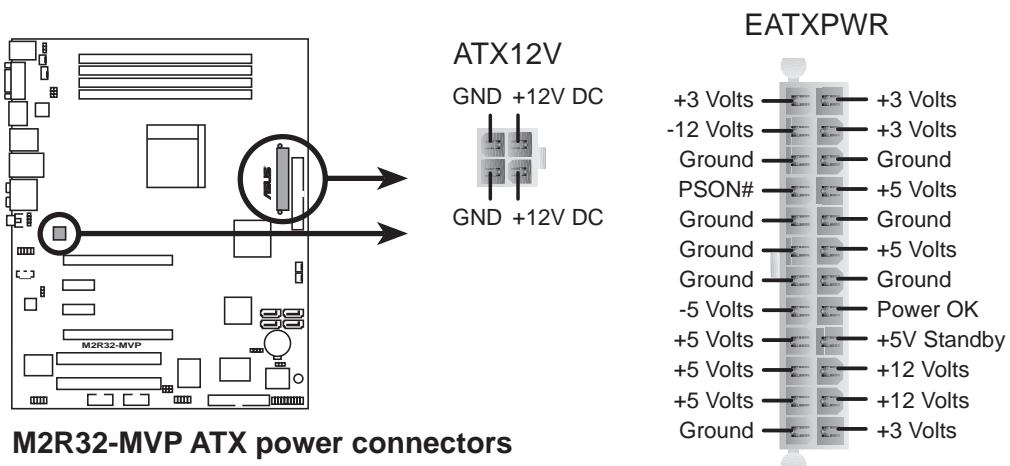 EATXPWR
ATX12V
GND +12V DC
GND +12V DC
+3 Volts +3 Volts
-12 Volts +3 Volts
Ground Ground
PSON# +5 Volts
Ground Ground
Ground +5 Volts
Ground Ground
-5 Volts Power OK
+5 Volts +5V Standby
+5 Volts +12 Volts
+5 Volts +12 Volts
Ground +3 Volts
ASUS
M2R32-MVP
M2R32-MVP ATX power connectors